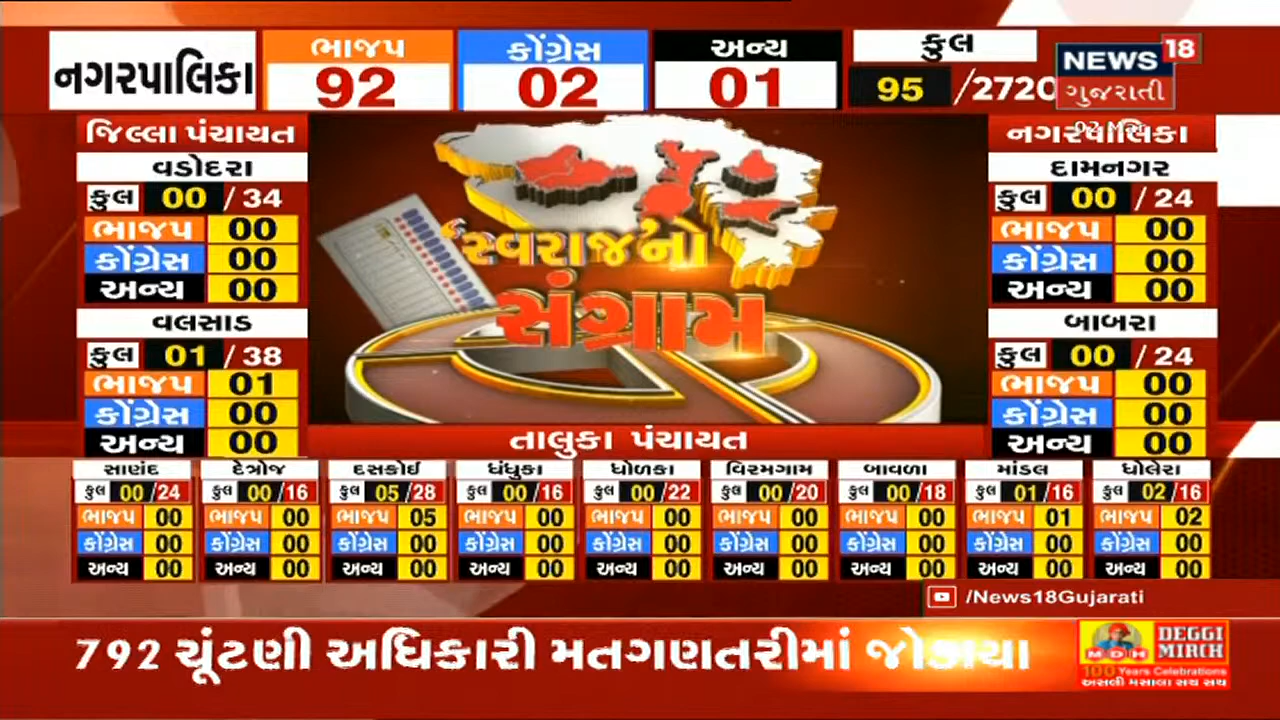 નગરપાલિકા
ભાજપ
92
કોંગ્રેસ
02
અન્ય
01
કુલ
95 /2720
NEWS 18
ગુજરાતી
જિલ્લા પંચાયત
વડોદરા
કુલ 00 / 34
ભાજપ 00
કોંગ્રેસ 00
અન્ય 00
વલસાડ
કુલ 01 / 38
ભાજપ 01
કોંગ્રેસ 00
અન્ય 00
'સ્વરાજ'નો
સંગ્રામ
નગરપાલિકા
દામનગર
કુલ 00 / 24
ભાજપ 00
કોંગ્રેસ 00
અન્ય 00
બાબરા
કુલ 00 / 24
ભાજપ 00
કોંગ્રેસ 00
અન્ય 00
તાલુકા પંચાયત
સાણંદ
કુલ 00 /24
ભાજપ 00
કોંગ્રેસ 00
અન્ય 00
દેત્રોજ
કુલ 00 /16
ભાજપ 00
કોંગ્રેસ 00
અન્ય 00
દસકોઈ
કુલ 05 /28
ભાજપ 05
કોંગ્રેસ 00
અન્ય 00
ધંધુકા
કુલ 00 /16
ભાજપ 00
કોંગ્રેસ 00
અન્ય 00
ધોળકા
કુલ 00 /22
ભાજપ 00
કોંગ્રેસ 00
અન્ય 00
વિરમગામ
કુલ 00 /20
ભાજપ 00
કોંગ્રેસ 00
અન્ય 00
બાવળા
કુલ 00 /18
ભાજપ 00
કોંગ્રેસ 00
અન્ય 00
માંડલ
કુલ 01 /16
ભાજપ 01
કોંગ્રેસ 00
અન્ય 00
ધોલેરા
કુલ 02 /16
ભાજપ 02
કોંગ્રેસ 00
અન્ય 00
/News18Gujarati
792 ચૂંટણી અધિકારી મતગણતરીમાં જોડાયા
MDH
DEGGI
MIRCH
100 Years Celebrations
અસલી મસાલા સચ સચ